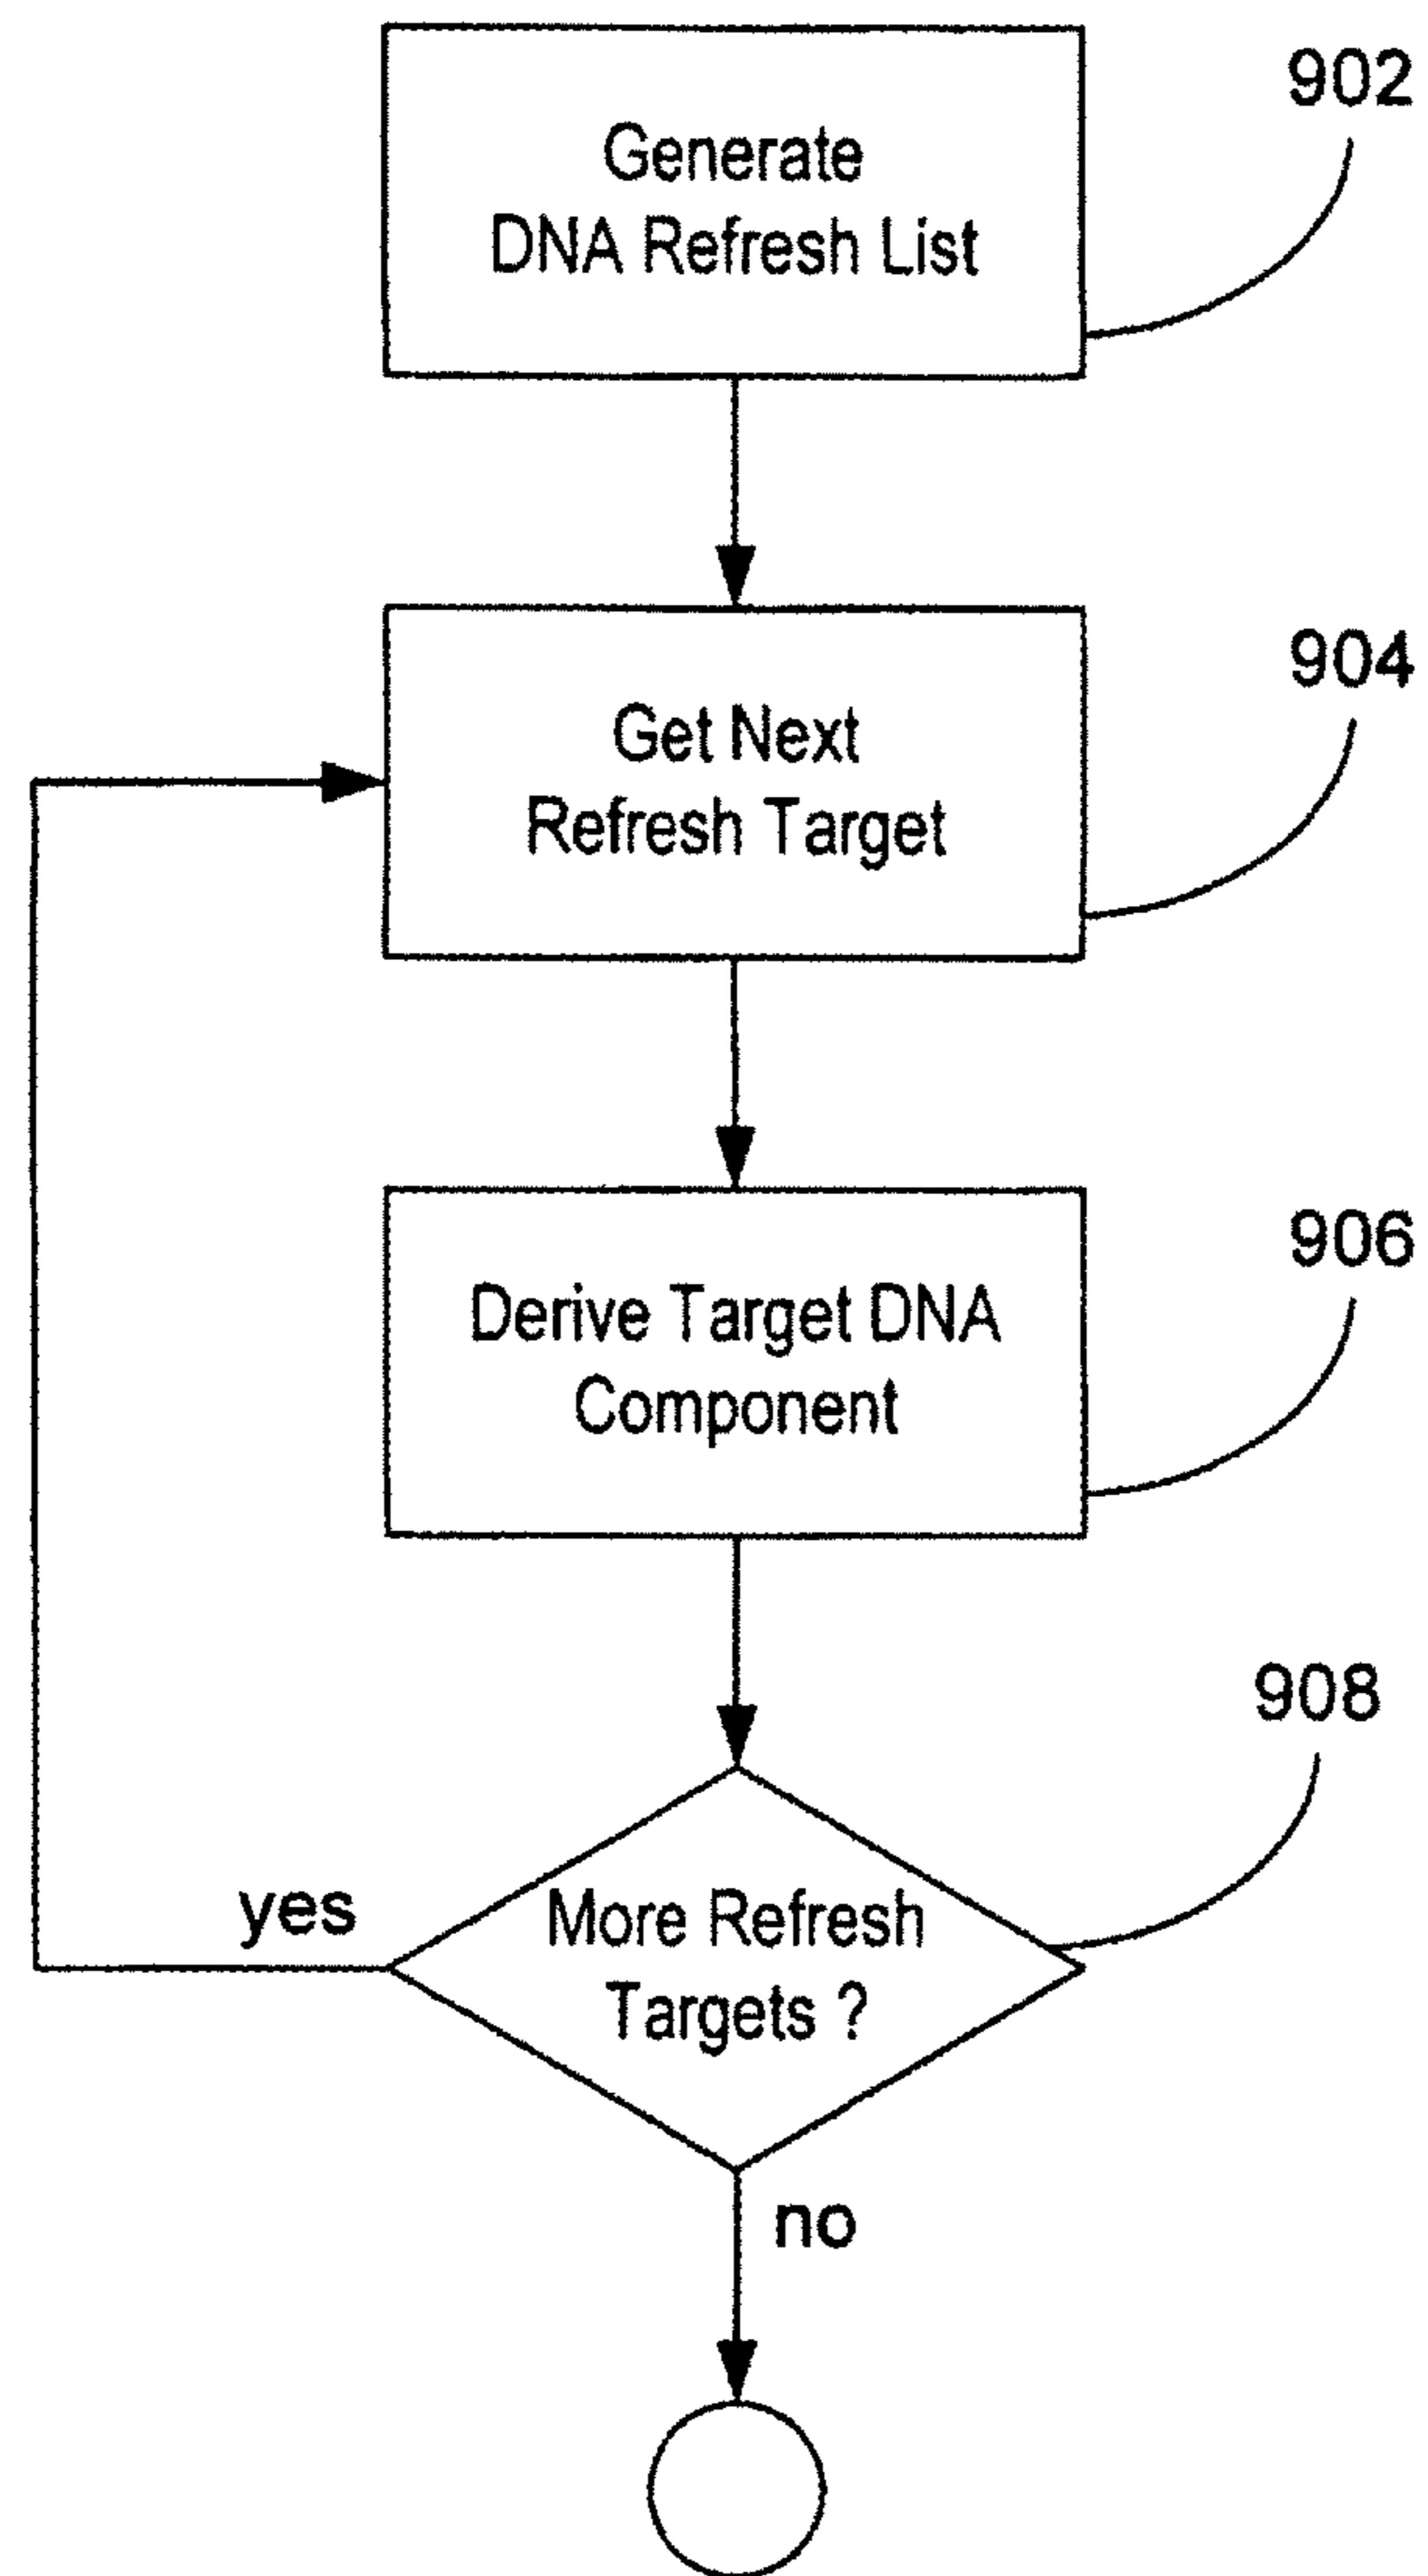 902
Generate
DNA Refresh List
904
Get Next
Refresh Target
906
Derive Target DNA
Component
908
yes
More Refresh
Targets ?
no